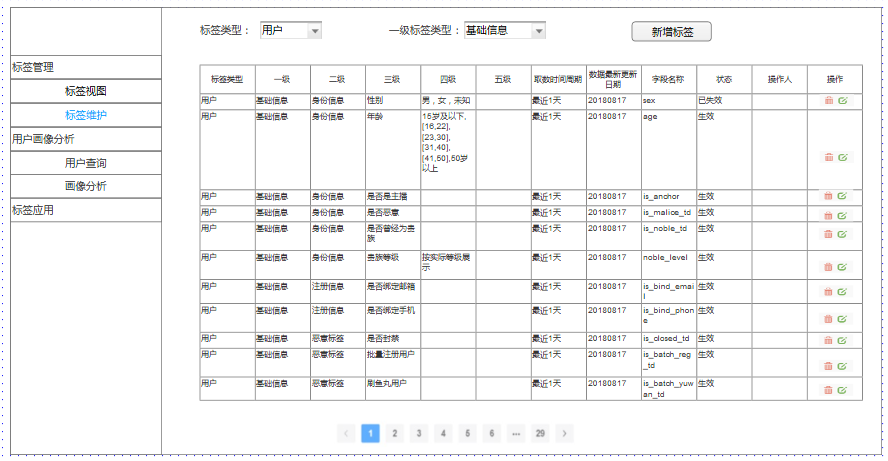 标签类型： 用户 一级标签类型： 基础信息 新增标签
标签管理
标签视图
标签维护
用户画像分析
用户查询
画像分析
标签应用
标签类型 一级 二级 三级 四级 五级 取数时间周期 数据最新更新日期 字段名称 状态 操作人 操作
用户 基础信息 身份信息 性别 男，女，未知 最近1天 20180817 sex 已失效
用户 基础信息 身份信息 年龄 15岁及以下,[16,22],[23,30],[31,40],[41,50],50岁以上 最近1天 20180817 age 生效
用户 基础信息 身份信息 是否是主播 最近1天 20180817 is_anchor 生效
用户 基础信息 身份信息 是否恶意 最近1天 20180817 is_malice_td 生效
用户 基础信息 身份信息 是否曾经为贵族 最近1天 20180817 is_noble_td 生效
用户 基础信息 身份信息 贵族等级 按实际等级展示 最近1天 20180817 noble_level 生效
用户 基础信息 注册信息 是否绑定邮箱 最近1天 20180817 is_bind_email 生效
用户 基础信息 注册信息 是否绑定手机 最近1天 20180817 is_bind_phone 生效
用户 基础信息 恶意标签 是否封禁 最近1天 20180817 is_closed_td 生效
用户 基础信息 恶意标签 批量注册用户 最近1天 20180817 is_batch_reg_td 生效
用户 基础信息 恶意标签 刷鱼丸用户 最近1天 20180817 is_batch_yuwan_td 生效
< 1 2 3 4 5 6 ••• 29 >